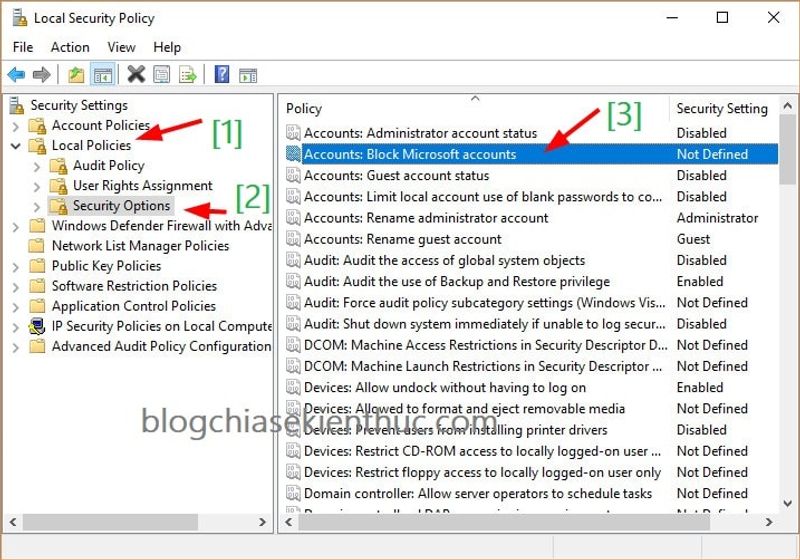 Local Security Policy
File Action View Help
Security Settings
Account Policies
Local Policies
Audit Policy
User Rights Assignment
Security Options
Windows Defender Firewall with Adva
Network List Manager Policies
Public Key Policies
Software Restriction Policies
Application Control Policies
IP Security Policies on Local Compute
Advanced Audit Policy Configuration
[1]
[2]
[3]
Policy Security Setting
Accounts: Administrator account status Disabled
Accounts: Block Microsoft accounts Not Defined
Accounts: Guest account status Disabled
Accounts: Limit local account use of blank passwords to co... Disabled
Accounts: Rename administrator account Administrator
Accounts: Rename guest account Guest
Audit: Audit the access of global system objects Disabled
Audit: Audit the use of Backup and Restore privilege Enabled
Audit: Force audit policy subcategory settings (Windows Vis... Not Defined
Audit: Shut down system immediately if unable to log secur... Disabled
DCOM: Machine Access Restrictions in Security Descriptor D... Not Defined
DCOM: Machine Launch Restrictions in Security Descriptor ... Not Defined
Devices: Allow undock without having to log on Enabled
Devices: Allowed to format and eject removable media Not Defined
Devices: Prevent users from installing printer drivers Disabled
Devices: Restrict CD-ROM access to locally logged-on user ... Not Defined
Devices: Restrict floppy access to locally logged-on user only Not Defined
Domain controller: Allow server operators to schedule tasks Not Defined
blogchiasekienthuc.com